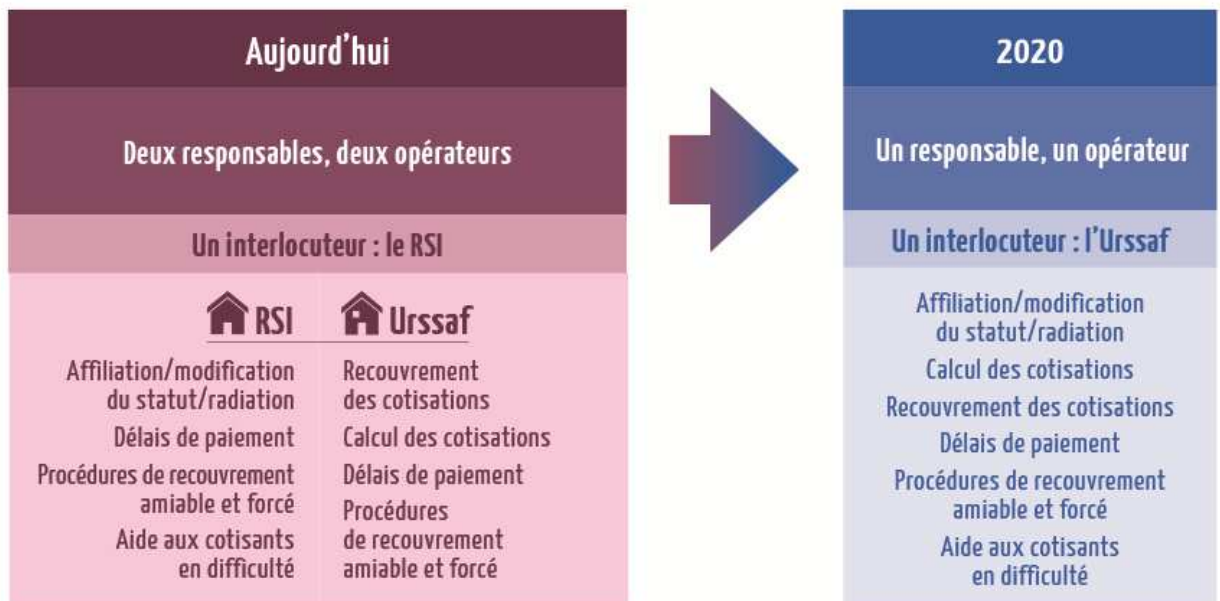 Aujourd'hui
Deux responsables, deux opérateurs
Un interlocuteur : le RSI
RSI
Affiliation/modification
du statut/radiation
Délais de paiement
Procédures de recouvrement
amiable et forcé
Aide aux cotisants
en difficulté
Urssaf
Recouvrement
des cotisations
Calcul des cotisations
Délais de paiement
Procédures
de recouvrement
amiable et forcé
2020
Un responsable, un opérateur
Un interlocuteur : l'Urssaf
Affiliation/modification
du statut/radiation
Calcul des cotisations
Recouvrement des cotisations
Délais de paiement
Procédures de recouvrement
amiable et forcé
Aide aux cotisants
en difficulté